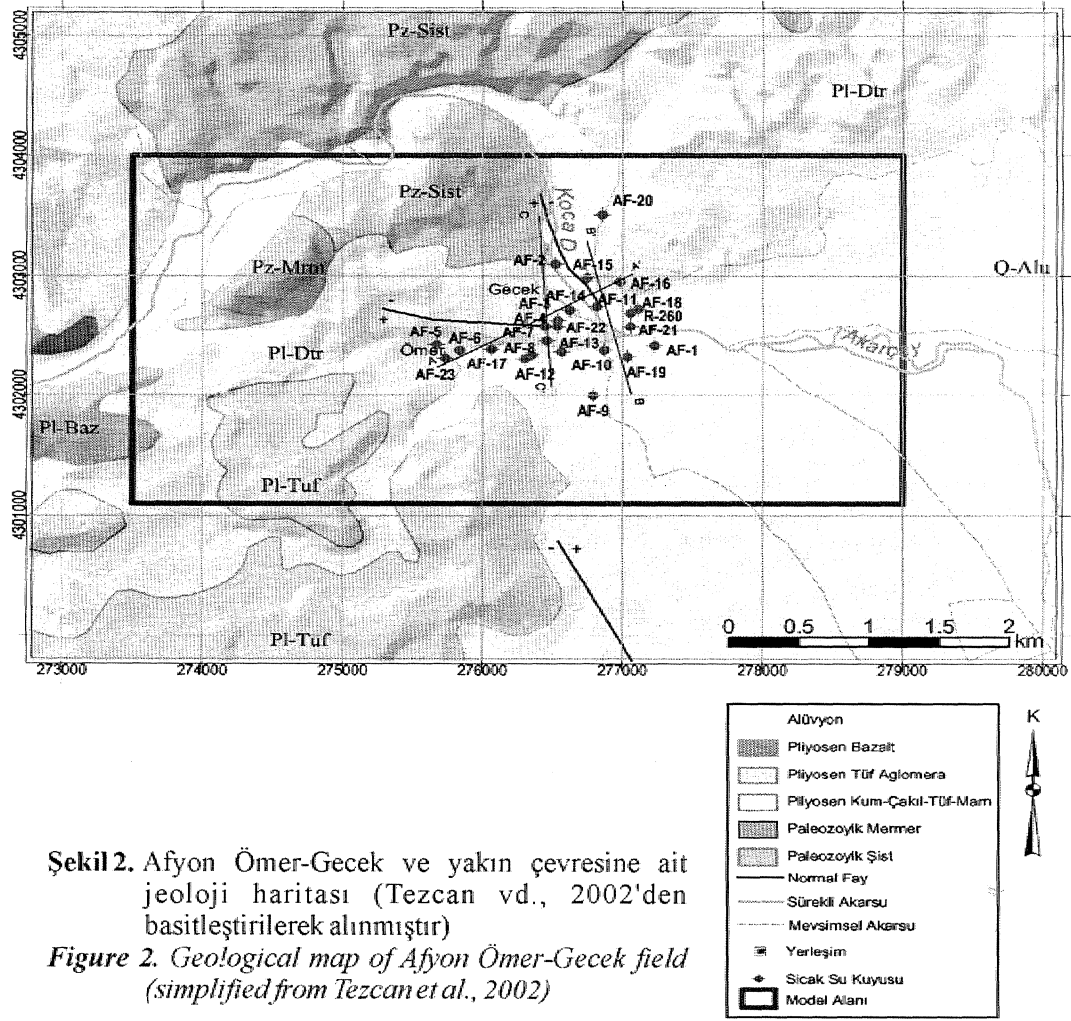 4305000
4304000
4303000
4302000
4301000
Pz-Sist
Pl-Dtr
Pz-Sist
Koca D.
AF-20
Pz-Mrm
AF-2
AF-15
Q-Alu
Gecek
AF-14
AF-16
AF-11
AF-18
R-260
AF-5
AF-6
AF-7
AF-22
AF-21
Pl-Dtr
Ömer
AF-8
AF-13
AF-1
Akarçay
AF-23
AF-17
AF-12
AF-10
AF-19
AF-9
Pl-Baz
Pl-Tuf
Pl-Tuf
0 0.5 1 1.5 2 km
273000 274000 275000 276000 277000 278000 279000 280000
Alüvyon
Pliyosen Bazalt
Pliyosen Tüf Aglomera
Pliyosen Kum-Çakıl-Tüf-Marn
Paleozoyik Mermer
Paleozoyik Şist
Normal Fay
Sürekli Akarsu
Mevsimsel Akarsu
Yerleşim
Sicak Su Kuyusu
Model Alanı
K
Şekil 2. Afyon Ömer-Gecek ve yakın çevresine ait
jeoloji haritası (Tezcan vd., 2002'den
basitleştirilerek alınmıştır)
Figure 2. Geological map of Afyon Ömer-Gecek field
(simplified from Tezcan et al., 2002)